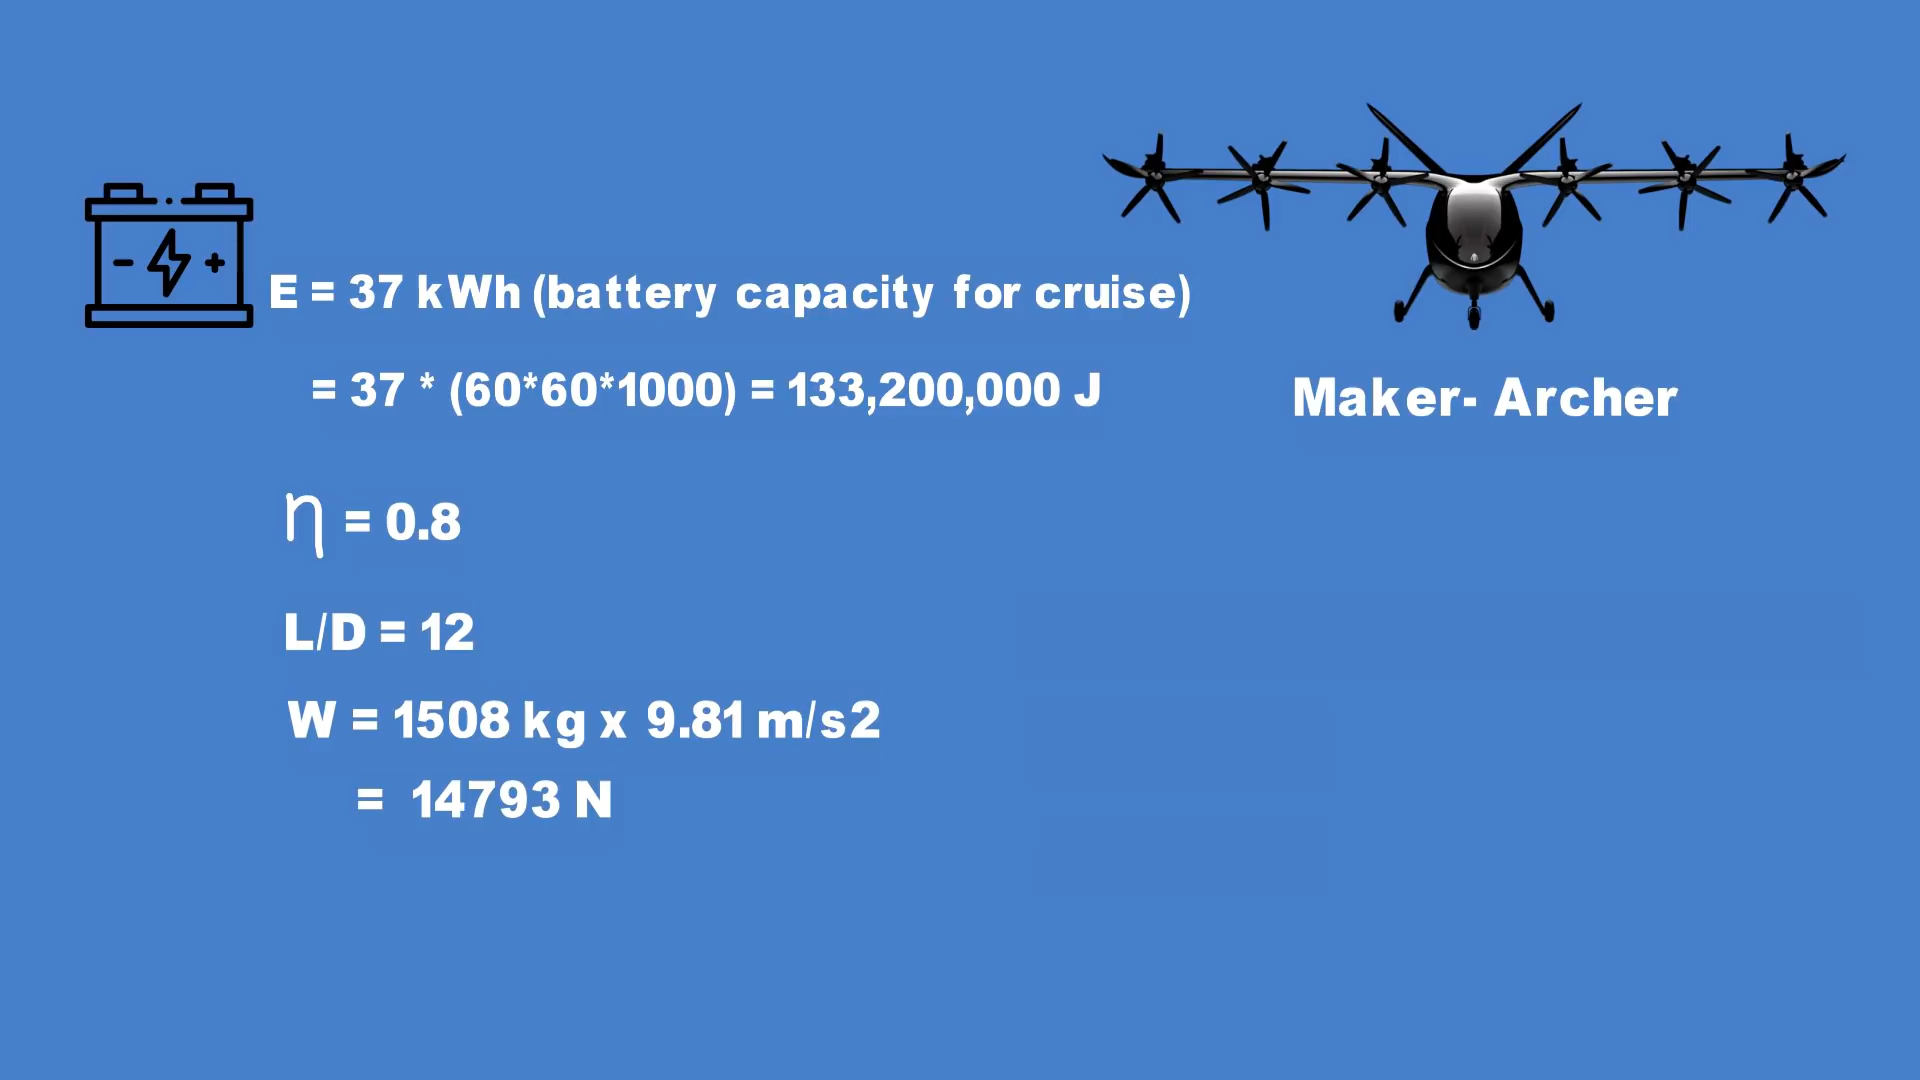 E = 37 kWh (battery capacity for cruise)
= 37 * (60*60*1000) = 133,200,000 J
Maker- Archer
η = 0.8
L/D = 12
W = 1508 kg x 9.81 m/s2
= 14793 N